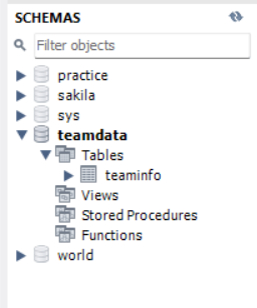 SCHEMAS
Filter objects
practice
sakila
sys
teamdata
Tables
teaminfo
Views
Stored Procedures
Functions
world